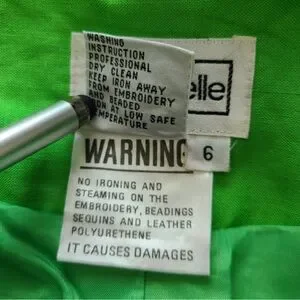 WASHING
INSTRUCTION
PROFESSIONAL
DRY CLEAN
KEEP IRON AWAY
FROM EMBROIDERY
AND BEADED
ON AT LOW SAFE
TEMPERATURE
elle
WARNING
6
NO IRONING AND
STEAMING ON THE
EMBROIDERY, BEADINGS
SEQUINS AND LEATHER
POLYURETHENE
IT CAUSES DAMAGES